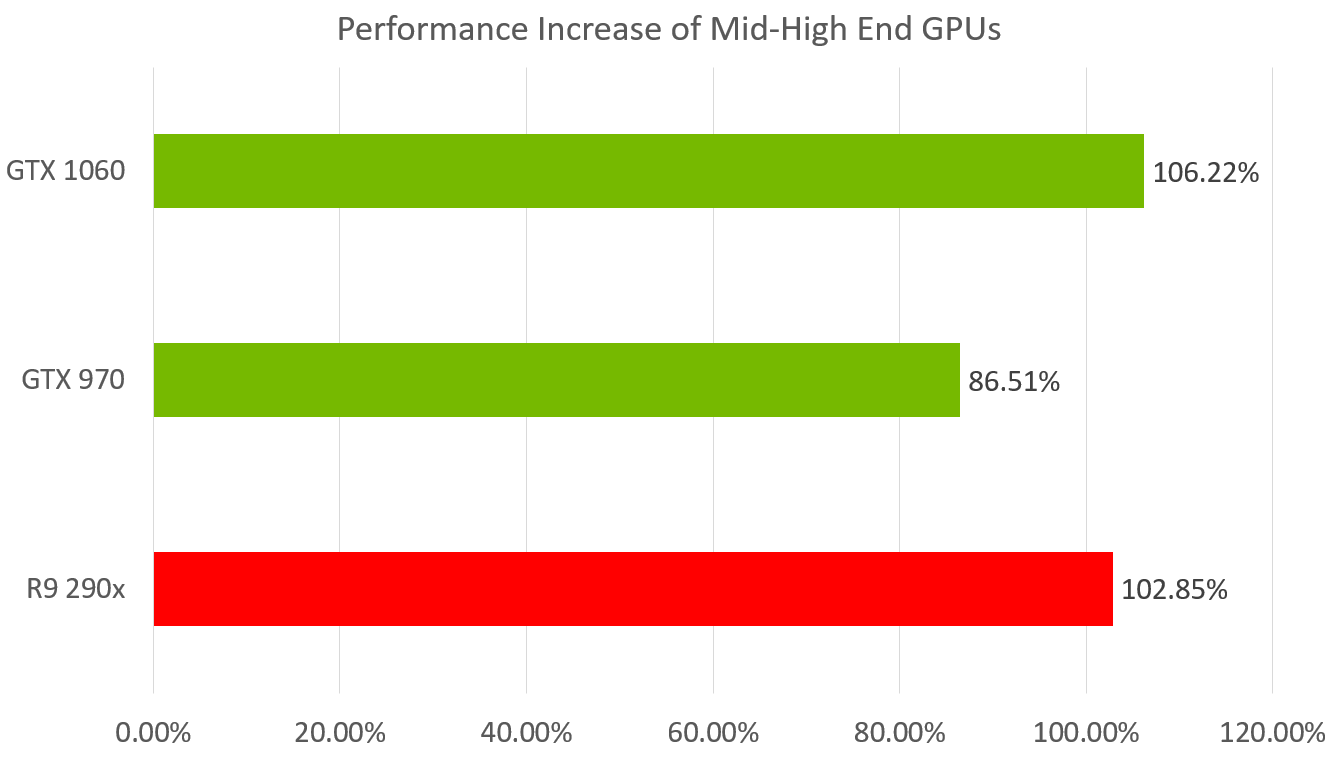 Performance Increase of Mid-High End GPUs
GTX 1060
106.22%
GTX 970
86.51%
R9 290x
102.85%
0.00% 20.00% 40.00% 60.00% 80.00% 100.00% 120.00%